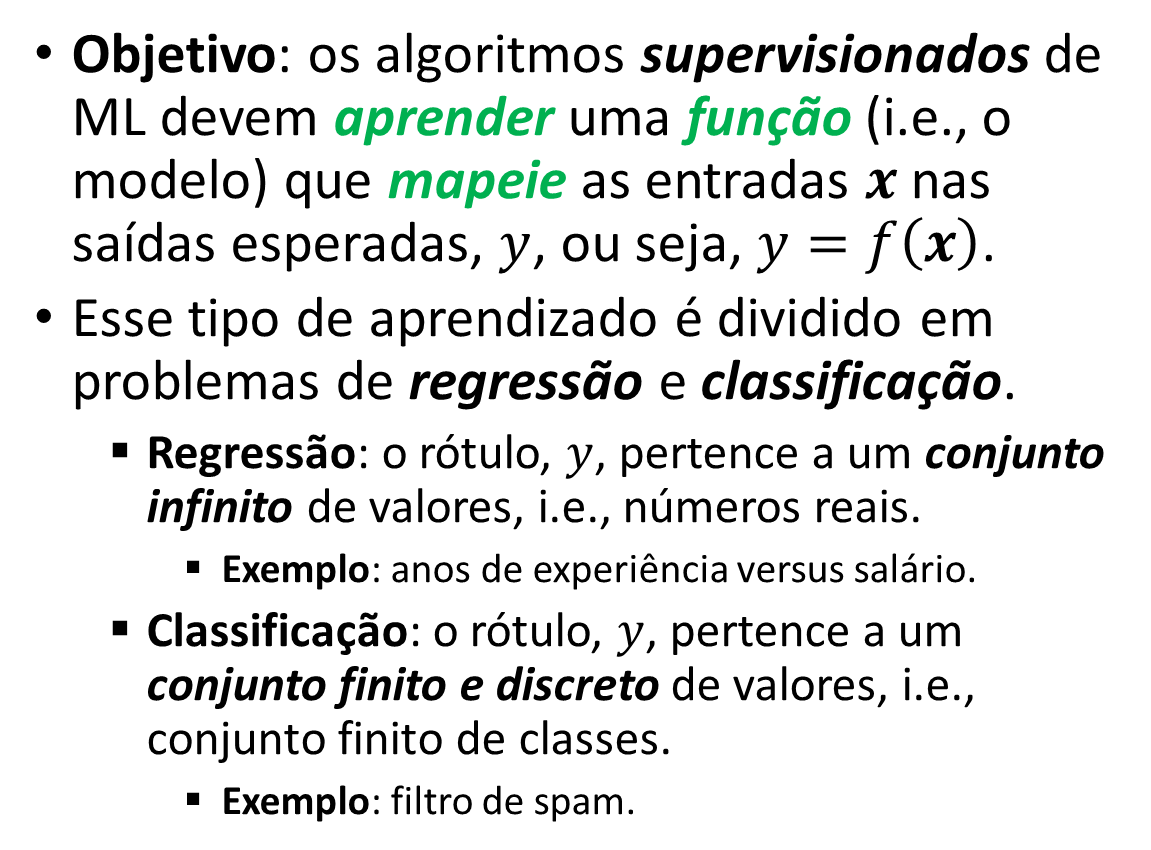 • Objetivo: os algoritmos supervisionados de
ML devem aprender uma função (i.e., o
modelo) que mapeie as entradas x nas
saídas esperadas, y, ou seja, y = f(x).
• Esse tipo de aprendizado é dividido em
problemas de regressão e classificação.
▪ Regressão: o rótulo, y, pertence a um conjunto
infinito de valores, i.e., números reais.
▪ Exemplo: anos de experiência versus salário.
▪ Classificação: o rótulo, y, pertence a um
conjunto finito e discreto de valores, i.e.,
conjunto finito de classes.
▪ Exemplo: filtro de spam.